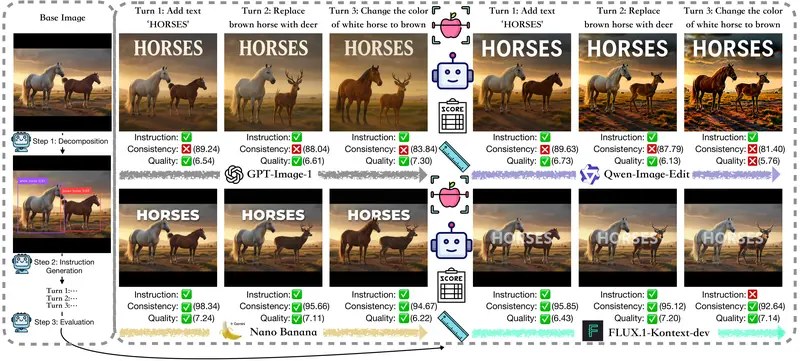 Base Image
Step 1: Decomposition
Step 2: Instruction
Generation
Turn 1:...
Turn 2:...
Turn 3:...
Step 3: Evaluation
Turn 1: Add text
'HORSES'
Turn 2: Replace
brown horse with deer
Turn 3: Change the color
of white horse to brown
HORSES
HORSES
HORSES
Instruction:
Consistency: (89.24)
Quality: (6.54)
Instruction:
Consistency: (88.04)
Quality: (6.61)
Instruction:
Consistency: (83.84)
Quality: (7.30)
GPT-Image-1
SCORE
Turn 1: Add text
'HORSES'
Turn 2: Replace
brown horse with deer
Turn 3: Change the color
of white horse to brown
HORSES
HORSES
HORSES
Instruction:
Consistency: (89.63)
Quality: (6.73)
Instruction:
Consistency: (87.79)
Quality: (6.13)
Instruction:
Consistency: (81.40)
Quality: (5.76)
Qwen-Image-Edit
HORSES
HORSES
HORSES
Instruction:
Consistency: (98.34)
Quality: (7.24)
Instruction:
Consistency: (95.66)
Quality: (7.11)
Instruction:
Consistency: (94.67)
Quality: (6.22)
Nano Banana
SCORE
HORSES
HORSES
HORSES
Instruction:
Consistency: (95.85)
Quality: (6.43)
Instruction:
Consistency: (95.12)
Quality: (7.20)
Instruction:
Consistency: (92.64)
Quality: (7.14)
FLUX.1-Kontext-dev